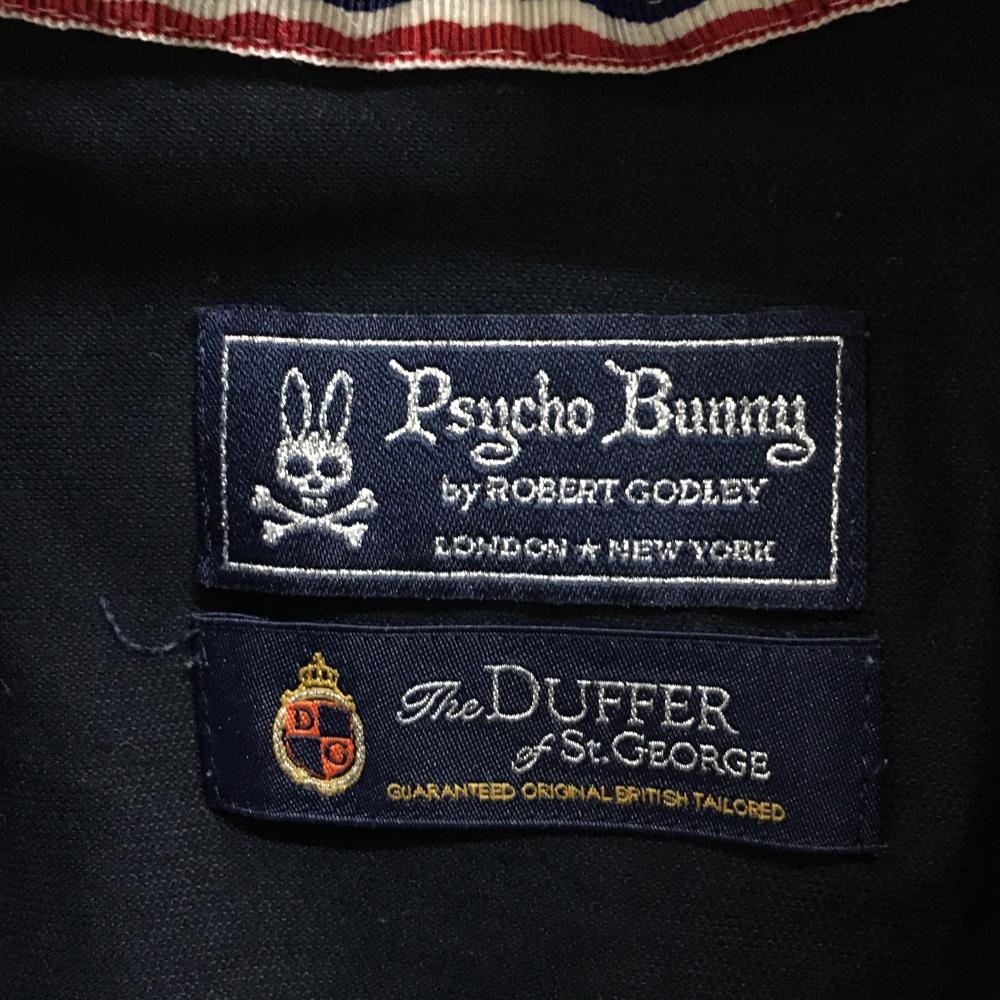 Psycho Bunny
by ROBERT GODLEY
LONDON ★ NEW YORK
D
G
The DUFFER
of St. GEORGE
GUARANTEED ORIGINAL BRITISH TAILORED